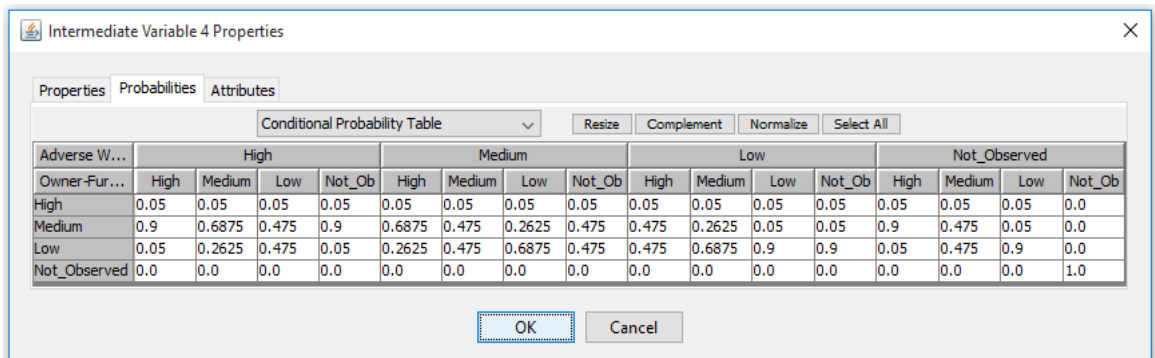 Intermediate Variable 4 Properties
Properties Probabilities Attributes
Conditional Probability Table Resize Complement Normalize Select All
Adverse W... High Medium Low Not_Observed
Owner-Fur... High Medium Low Not_Ob High Medium Low Not_Ob High Medium Low Not_Ob High Medium Low Not_Ob
High 0.05 0.05 0.05 0.05 0.05 0.05 0.05 0.05 0.05 0.05 0.05 0.05 0.05 0.05 0.05 0.0
Medium 0.9 0.6875 0.475 0.9 0.6875 0.475 0.2625 0.475 0.475 0.2625 0.05 0.05 0.9 0.475 0.05 0.0
Low 0.05 0.2625 0.475 0.05 0.2625 0.475 0.6875 0.475 0.475 0.6875 0.9 0.9 0.05 0.475 0.9 0.0
Not_Observed 0.0 0.0 0.0 0.0 0.0 0.0 0.0 0.0 0.0 0.0 0.0 0.0 0.0 0.0 0.0 1.0
OK Cancel